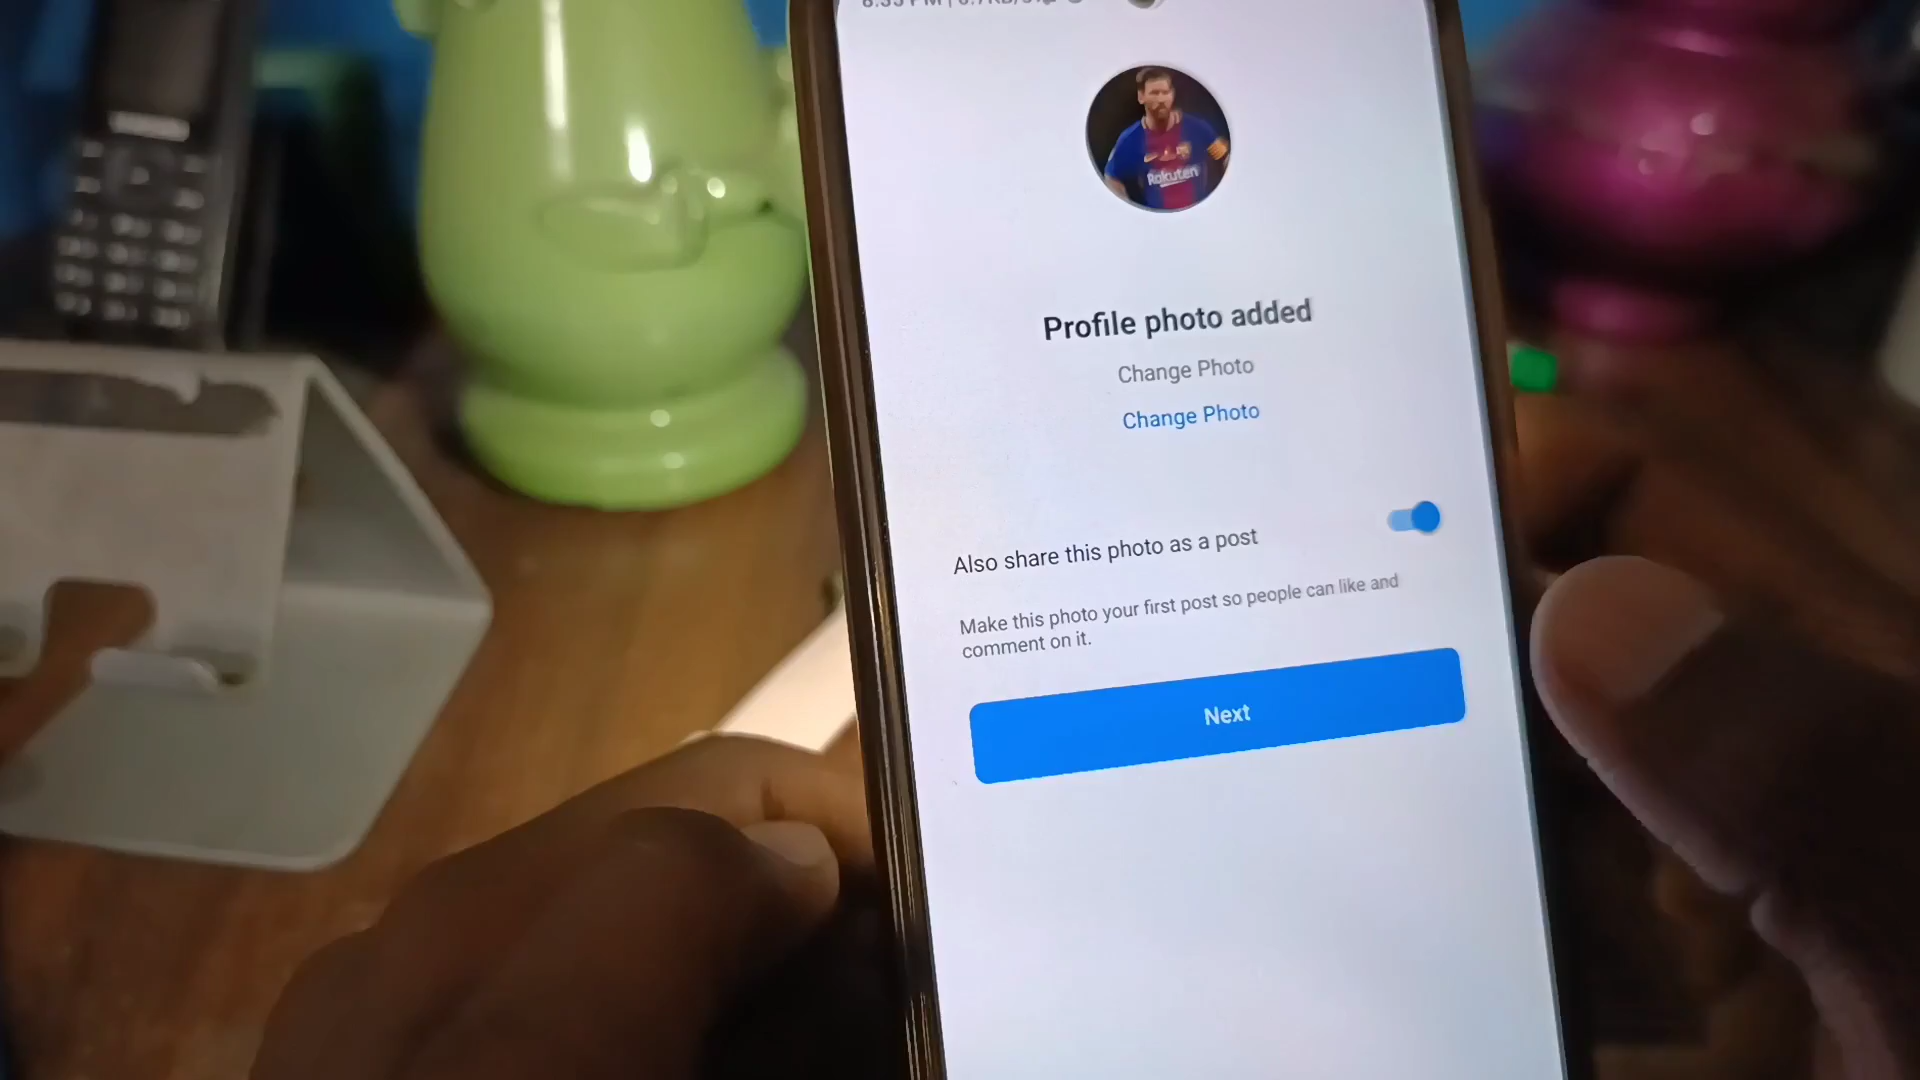 Rakuten
Profile photo added
Change Photo
Change Photo
Also share this photo as a post
Make this photo your first post so people can like and
comment on it.
Next